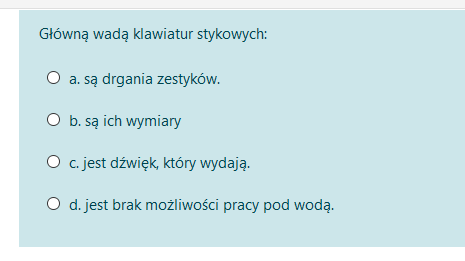 Główną wadą klawiatur stykowych:
a. są drgania zestyków.
b. są ich wymiary
c. jest dźwięk, który wydają.
d. jest brak możliwości pracy pod wodą.